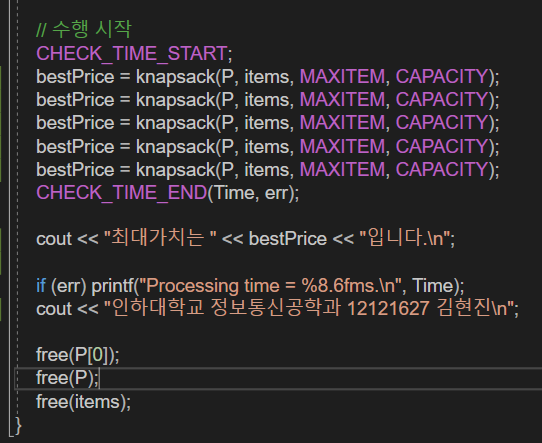 // 수행 시작
CHECK_TIME_START;
bestPrice = knapsack(P, items, MAXITEM, CAPACITY);
bestPrice = knapsack(P, items, MAXITEM, CAPACITY);
bestPrice = knapsack(P, items, MAXITEM, CAPACITY);
bestPrice = knapsack(P, items, MAXITEM, CAPACITY);
bestPrice = knapsack(P, items, MAXITEM, CAPACITY);
CHECK_TIME_END(Time, err);
cout << "최대가치는 " << bestPrice << "입니다.\n";
if (err) printf("Processing time = %8.6fms.\n", Time);
cout << "인하대학교 정보통신공학과 12121627 김현진\n";
free(P[0]);
free(P);
free(items);
}